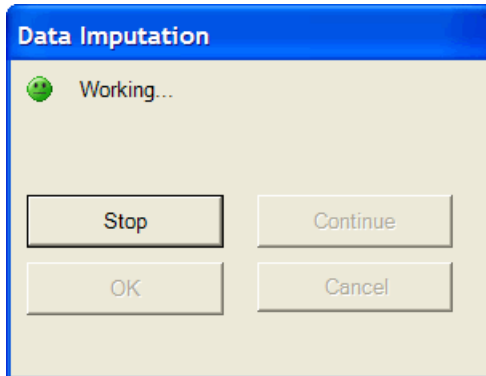 Data Imputation
Working...
Stop
Continue
OK
Cancel